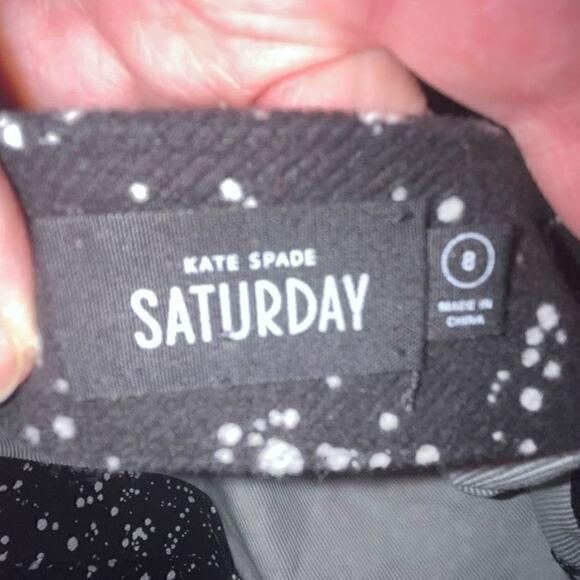 KATE SPADE
SATURDAY
8
MADE IN
CHINA